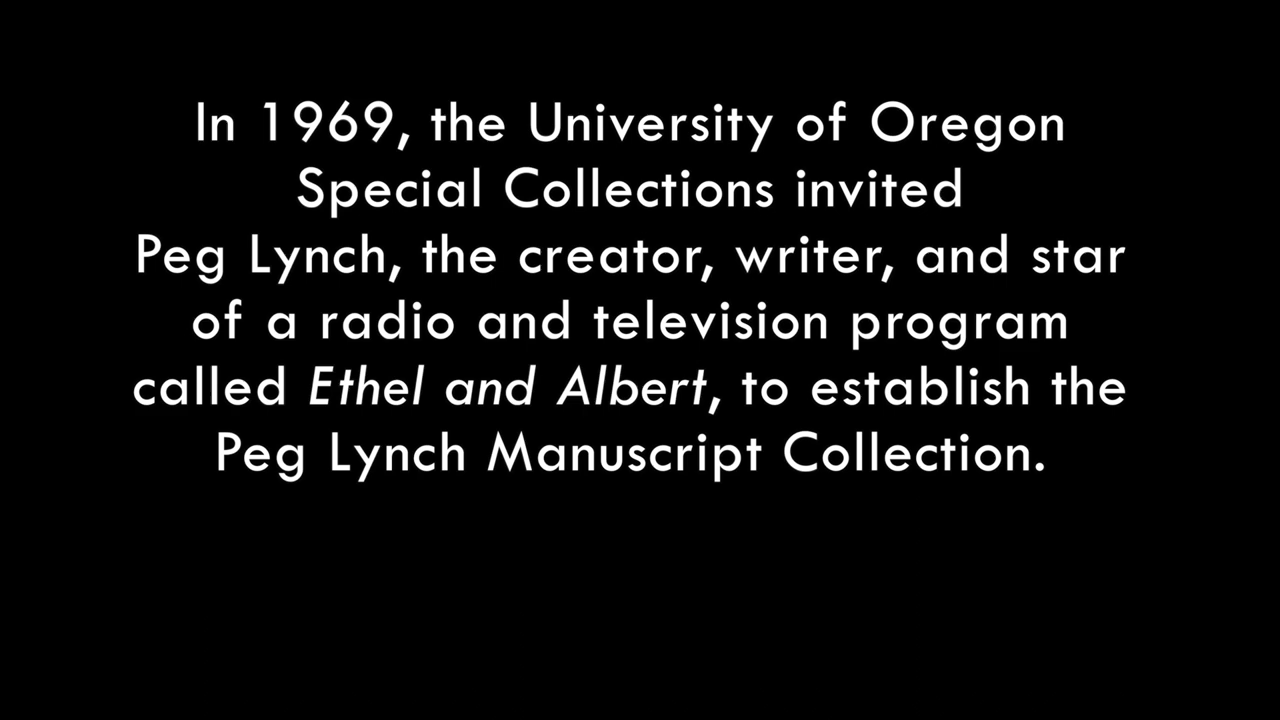 In 1969, the University of Oregon
Special Collections invited
Peg Lynch, the creator, writer, and star
of a radio and television program
called Ethel and Albert, to establish the
Peg Lynch Manuscript Collection.